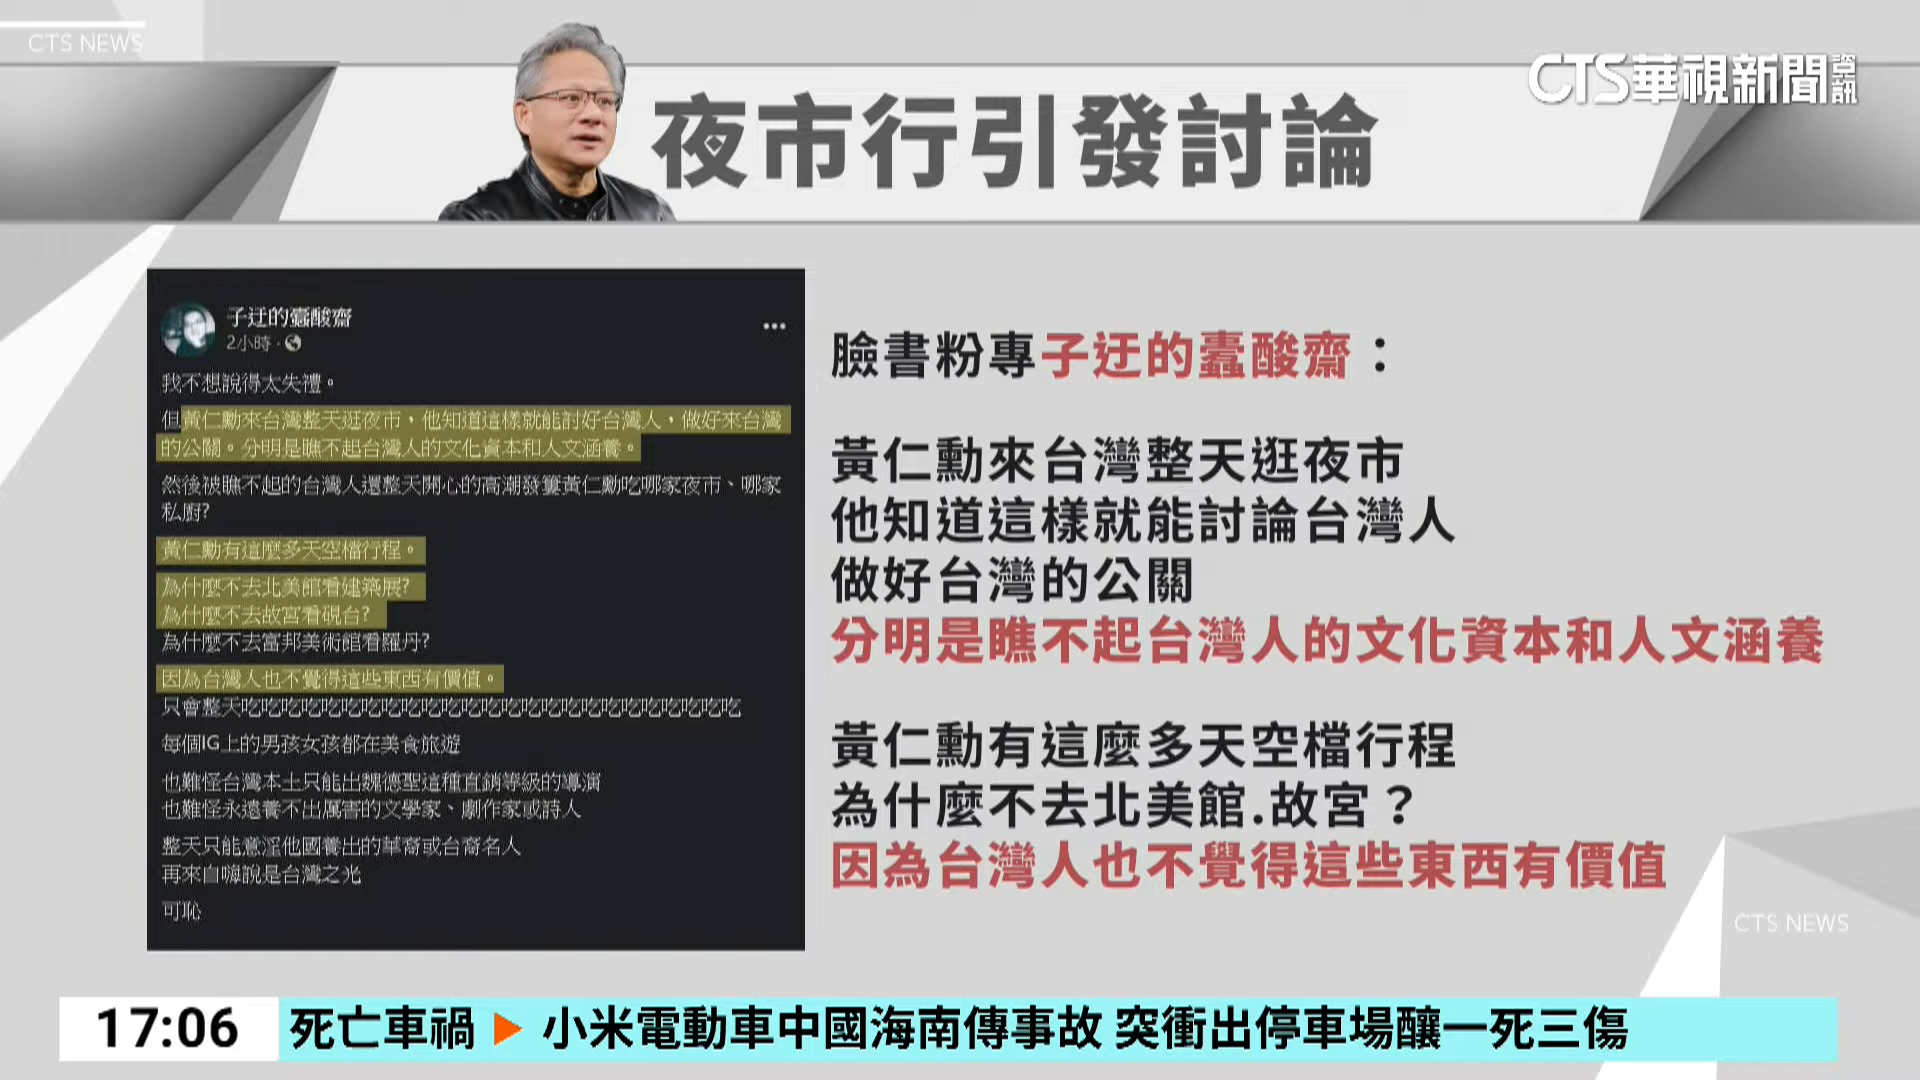 CTS NEWS
CTS華視新聞資訊
夜市行引發討論
子迂的蠹酸齋
2小時
我不想說得太失禮。
但黃仁勳來台灣整天逛夜市，他知道這樣就能討好台灣人，做好來台灣
的公關。分明是瞧不起台灣人的文化資本和人文涵養。
然後被瞧不起的台灣人還整天開心的高潮發簍黃仁勳吃哪家夜市、哪家
私廚?
黃仁勳有這麼多天空檔行程。
為什麼不去北美館看建築展?
為什麼不去故宮看硯台?
為什麼不去富邦美術館看羅丹?
因為台灣人也不覺得這些東西有價值。
只會整天吃吃吃吃吃吃吃吃吃吃吃吃吃吃吃吃吃吃吃吃吃吃吃吃吃
每個IG上的男孩女孩都在美食旅遊
也難怪台灣本土只能出魏德聖這種直銷等級的導演
也難怪永遠養不出厲害的文學家、劇作家或詩人
整天只能意淫他國養出的華裔或台裔名人
再來自嗨說是台灣之光
可恥
臉書粉專子迂的蠹酸齋：
黃仁勳來台灣整天逛夜市
他知道這樣就能討論台灣人
做好台灣的公關
分明是瞧不起台灣人的文化資本和人文涵養
黃仁勳有這麼多天空檔行程
為什麼不去北美館.故宮？
因為台灣人也不覺得這些東西有價值
CTS NEWS
17:06 死亡車禍 小米電動車中國海南傳事故 突衝出停車場釀一死三傷